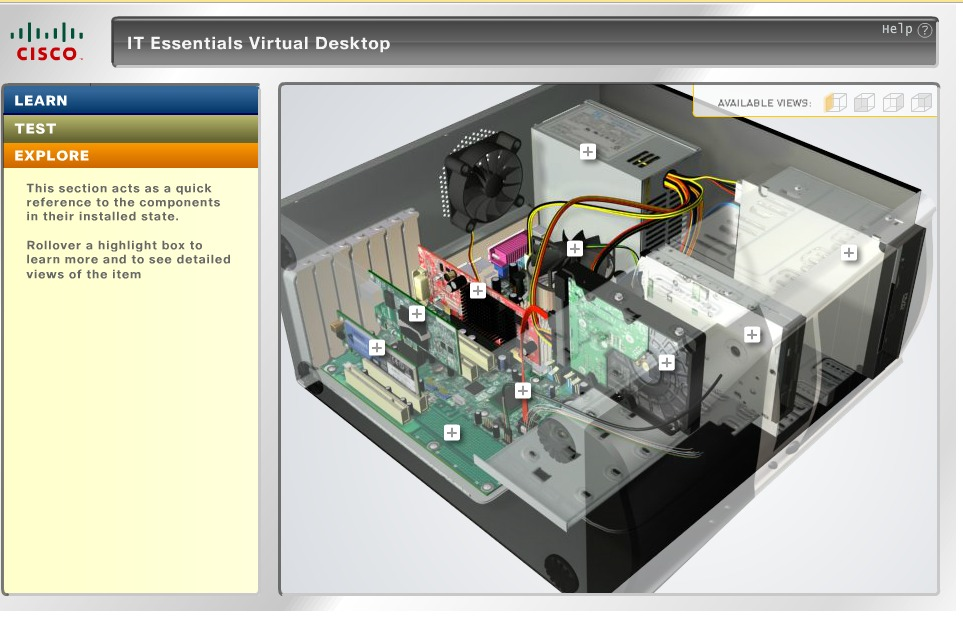 CISCO
IT Essentials Virtual Desktop
Help ?
LEARN
TEST
EXPLORE
This section acts as a quick
reference to the components
in their installed state.
Rollover a highlight box to
learn more and to see detailed
views of the item
AVAILABLE VIEWS: